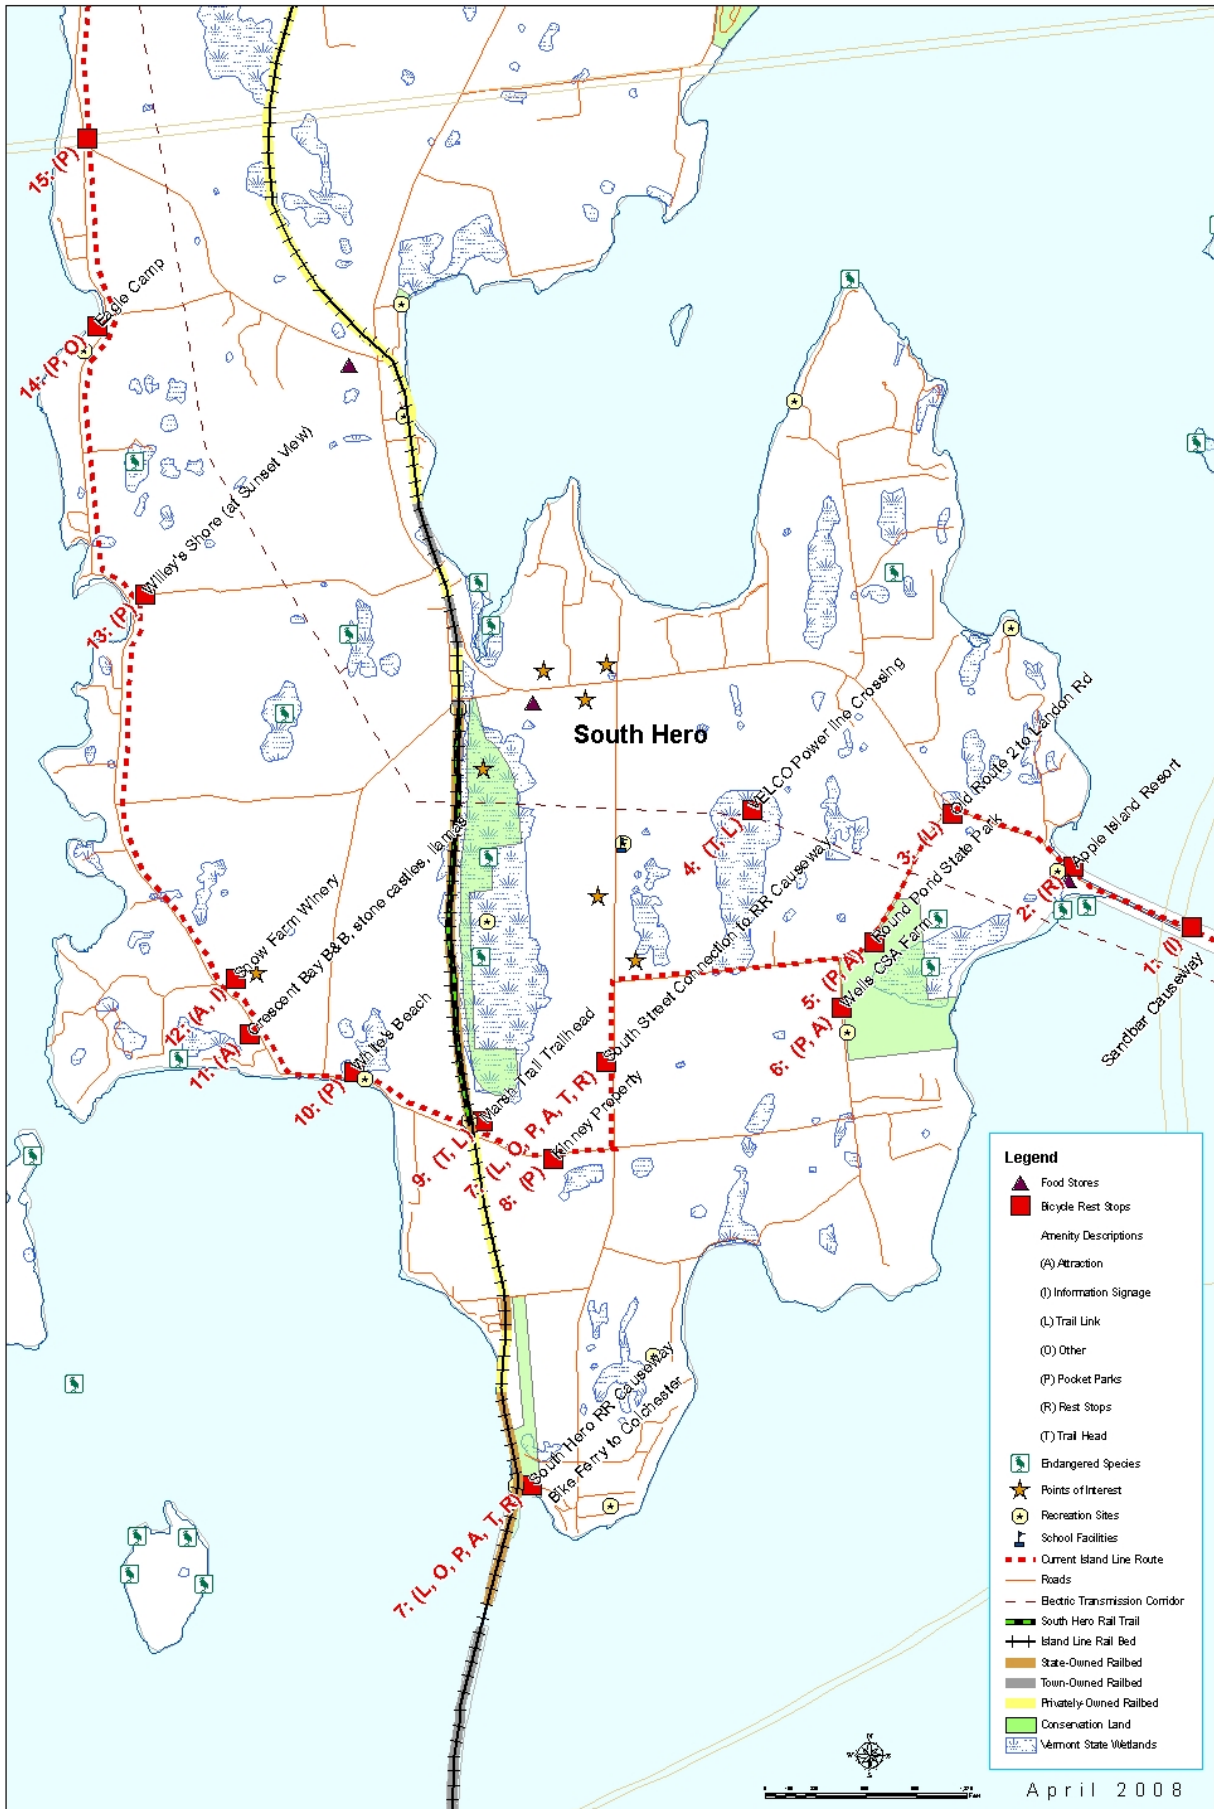 15: (P)
Eagle Camp
14: (P, O)
Willey's Shore (at Sunset View)
13: (P)
South Hero
VELCO Power line Crossing
4: (T, L)
Old Route 2 to Landon Rd
3: (L)
Apple Island Resort
2: (R)
1: (I)
Sandbar Causeway
Round Pond State Park
5: (P, A)
Wells CSA Farm
6: (P, A)
South Street Connection to RR Causeway
7: (L, O, P, A, T, R)
Kinney Property
8: (P)
Marsh Trail Trailhead
9: (T, L)
White's Beach
10: (P)
Crescent Bay B&B, stone castles, llamas
11: (A)
Snow Farm Winery
12: (A, I)
South Hero RR Causeway
Bike Ferry to Colchester
7: (L, O, P, A, T, R)
Legend
Food Stores
Bicycle Rest Stops
Amenity Descriptions
(A) Attraction
(I) Information Signage
(L) Trail Link
(O) Other
(P) Pocket Parks
(R) Rest Stops
(T) Trail Head
Endangered Species
Points of Interest
Recreation Sites
School Facilities
Current Island Line Route
Roads
Electric Transmission Corridor
South Hero Rail Trail
Island Line Rail Bed
State-Owned Railbed
Town-Owned Railbed
Privately-Owned Railbed
Conservation Land
Vermont State Wetlands
N
W E
S
April 2008